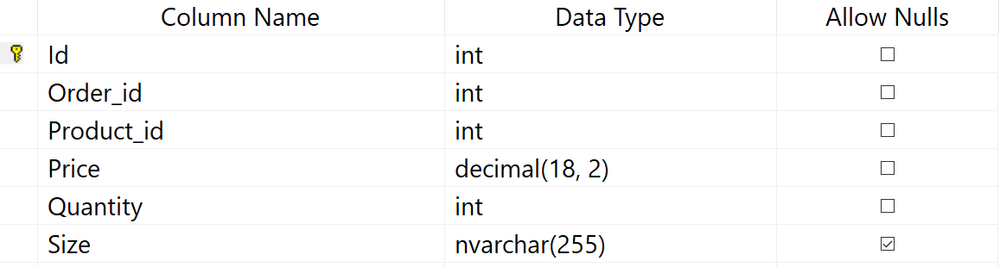 Column Name Data Type Allow Nulls
Id int
Order_id int
Product_id int
Price decimal(18, 2)
Quantity int
Size nvarchar(255)